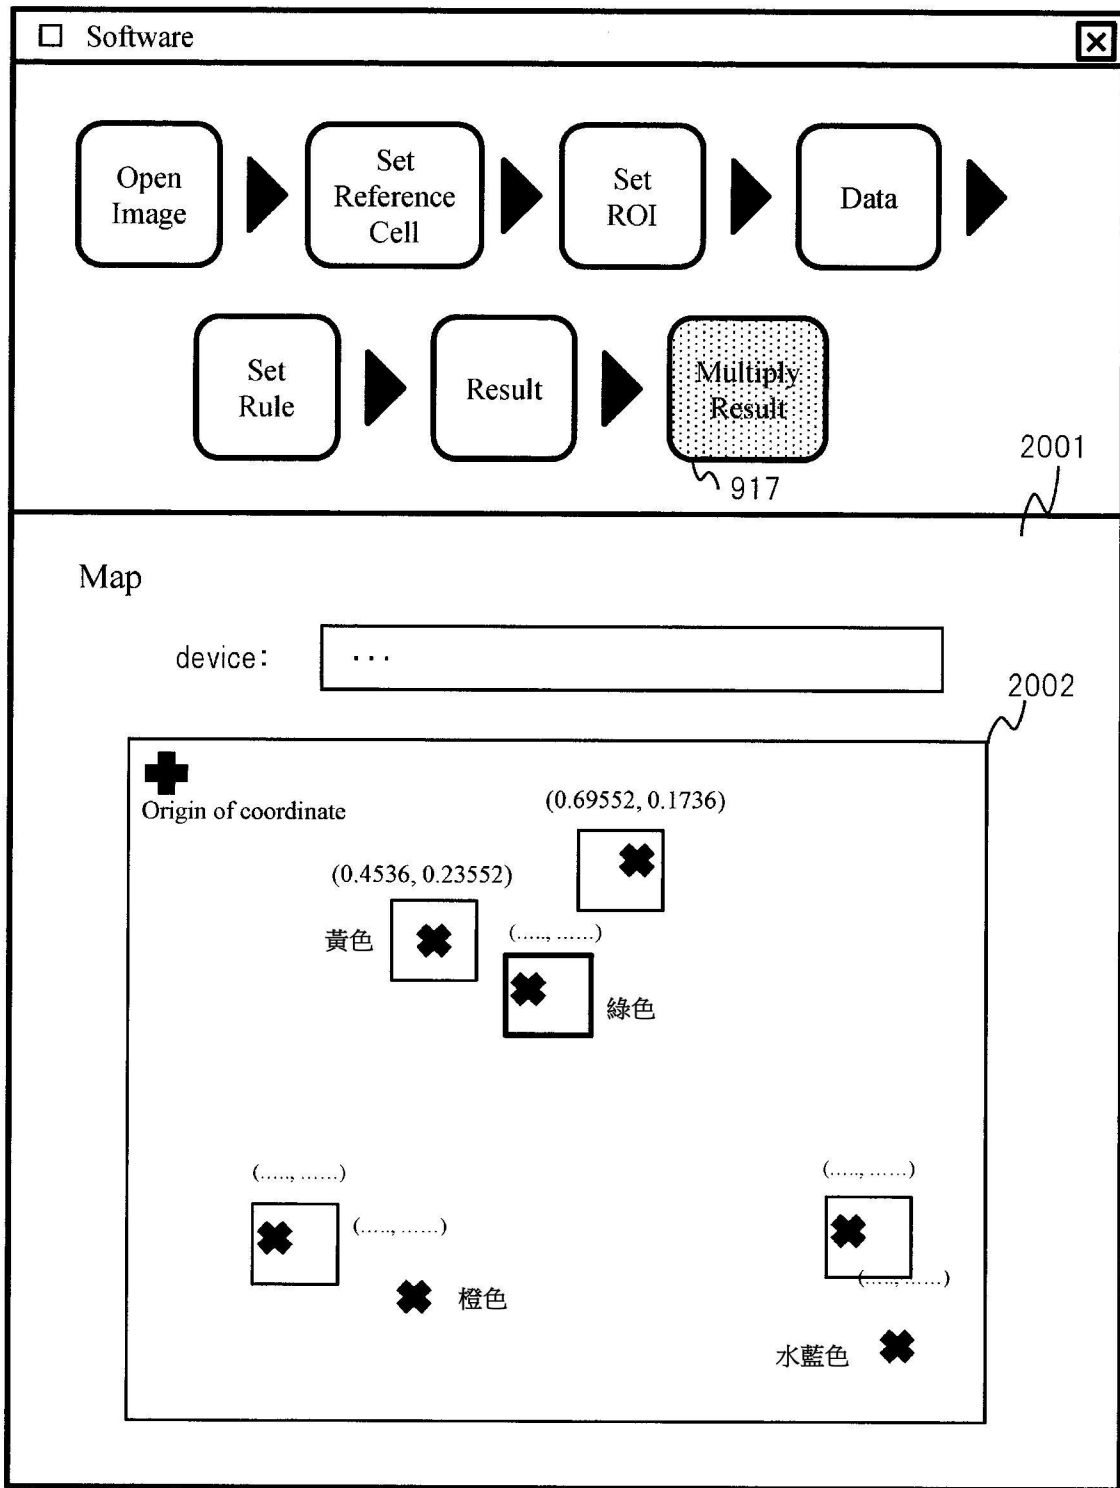 Software
Open
Image
Set
Reference
Cell
Set
ROI
Data
Set
Rule
Result
Multiply
Result
917
2001
Map
device:
...
2002
Origin of coordinate
(0.69552, 0.1736)
(0.4536, 0.23552)
黃色
(....., ......)
綠色
(....., ......)
(....., ......)
(....., ......)
(....., ......)
橙色
水藍色